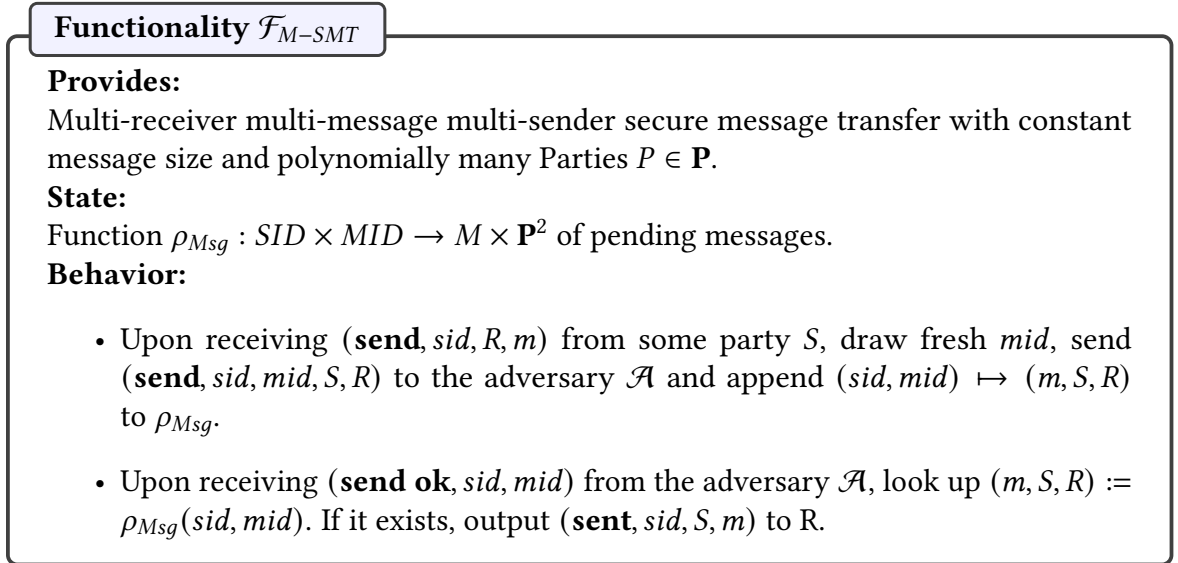 Functionality 𝓕_{M−SMT}
Provides:
Multi-receiver multi-message multi-sender secure message transfer with constant
message size and polynomially many Parties P ∈ P.
State:
Function ρ_{Msg} : SID × MID → M × P² of pending messages.
Behavior:
• Upon receiving (send, sid, R, m) from some party S, draw fresh mid, send
(send, sid, mid, S, R) to the adversary 𝓐 and append (sid, mid) ↦ (m, S, R)
to ρ_{Msg}.
• Upon receiving (send ok, sid, mid) from the adversary 𝓐, look up (m, S, R) :=
ρ_{Msg}(sid, mid). If it exists, output (sent, sid, S, m) to R.